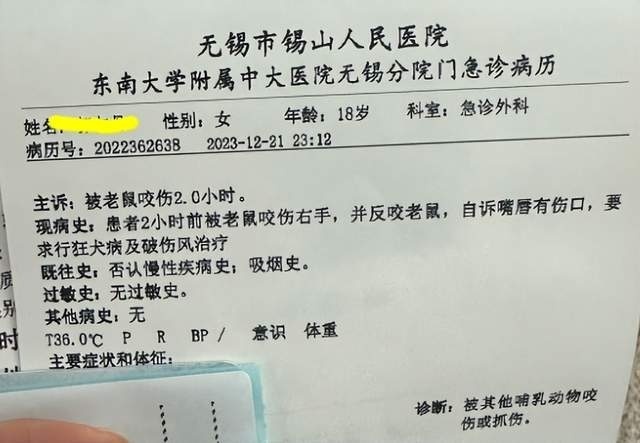 无锡市锡山人民医院
东南大学附属中大医院无锡分院门急诊病历
姓名 性别：女 年龄：18岁 科室：急诊外科
病历号：2022362638 2023-12-21 23:12
主诉：被老鼠咬伤2.0小时。
现病史：患者2小时前被老鼠咬伤右手，并反咬老鼠，自诉嘴唇有伤口，要
求行狂犬病及破伤风治疗
既往史：否认慢性疾病史；吸烟史。
过敏史：无过敏史。
其他病史：无
T36.0℃ P R BP/ 意识 体重
主要症状和体征：
诊断：被其他哺乳动物咬
伤或抓伤。